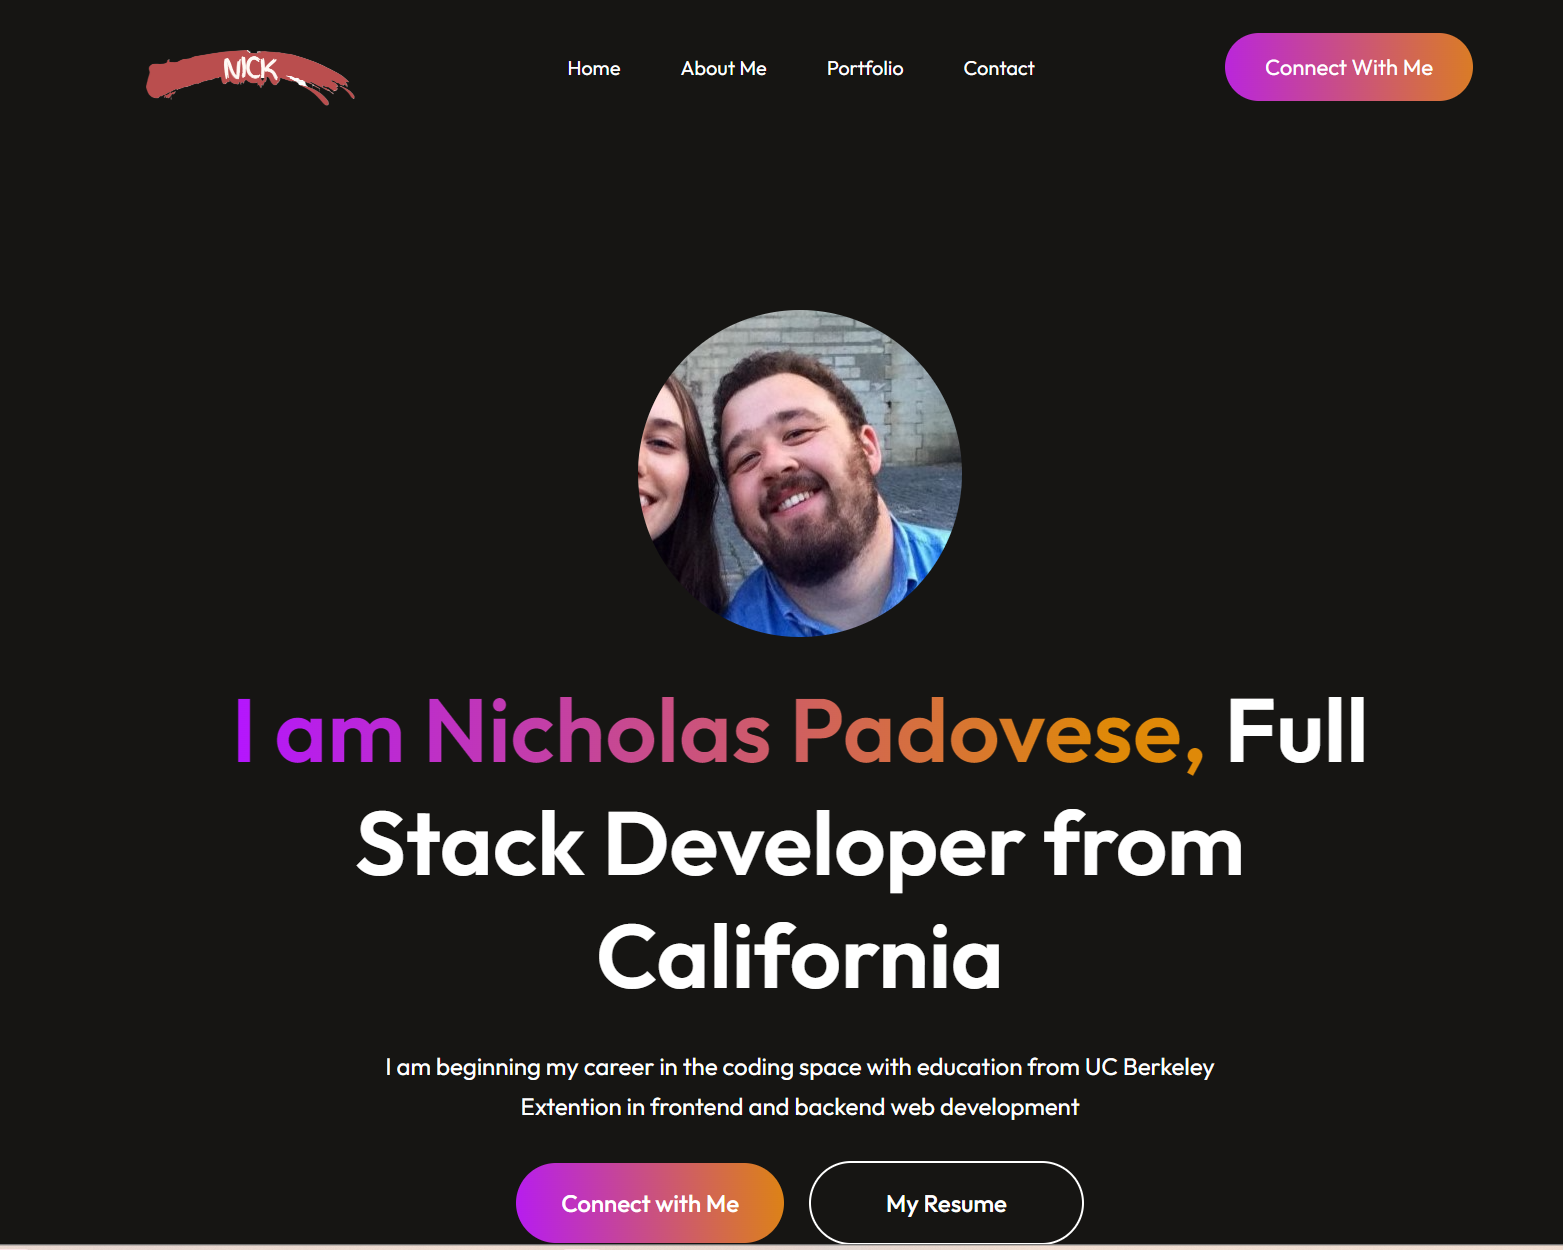 NICK
Home
About Me
Portfolio
Contact
Connect With Me
I am Nicholas Padovese, Full
Stack Developer from
California
I am beginning my career in the coding space with education from UC Berkeley
Extention in frontend and backend web development
Connect with Me
My Resume